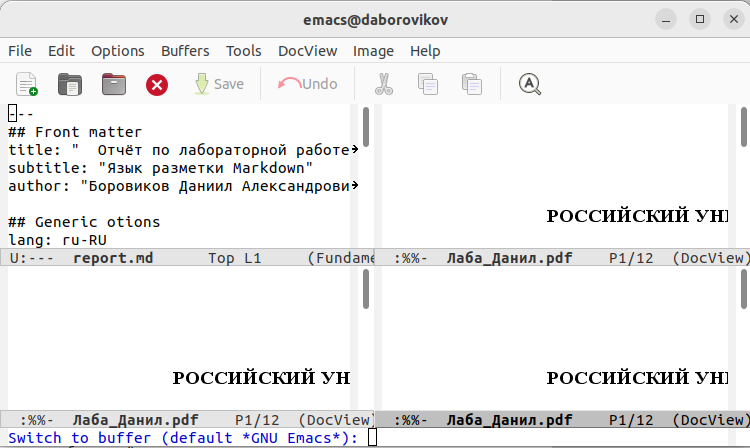 emacs@daborovikov
File Edit Options Buffers Tools DocView Image Help
Save Undo
---
## Front matter
title: "  Отчёт по лабораторной работе
subtitle: "Язык разметки Markdown"
author: "Боровиков Даниил Александрови
## Generic otions
lang: ru-RU
U:--- report.md Top L1 (Fundame
РОССИЙСКИЙ УНИ
:%%- Лаба_Данил.pdf P1/12 (DocView)
РОССИЙСКИЙ УН
:%%- Лаба_Данил.pdf P1/12 (DocView)
РОССИЙСКИЙ УНИ
:%%- Лаба_Данил.pdf P1/12 (DocView)
Switch to buffer (default *GNU Emacs*):